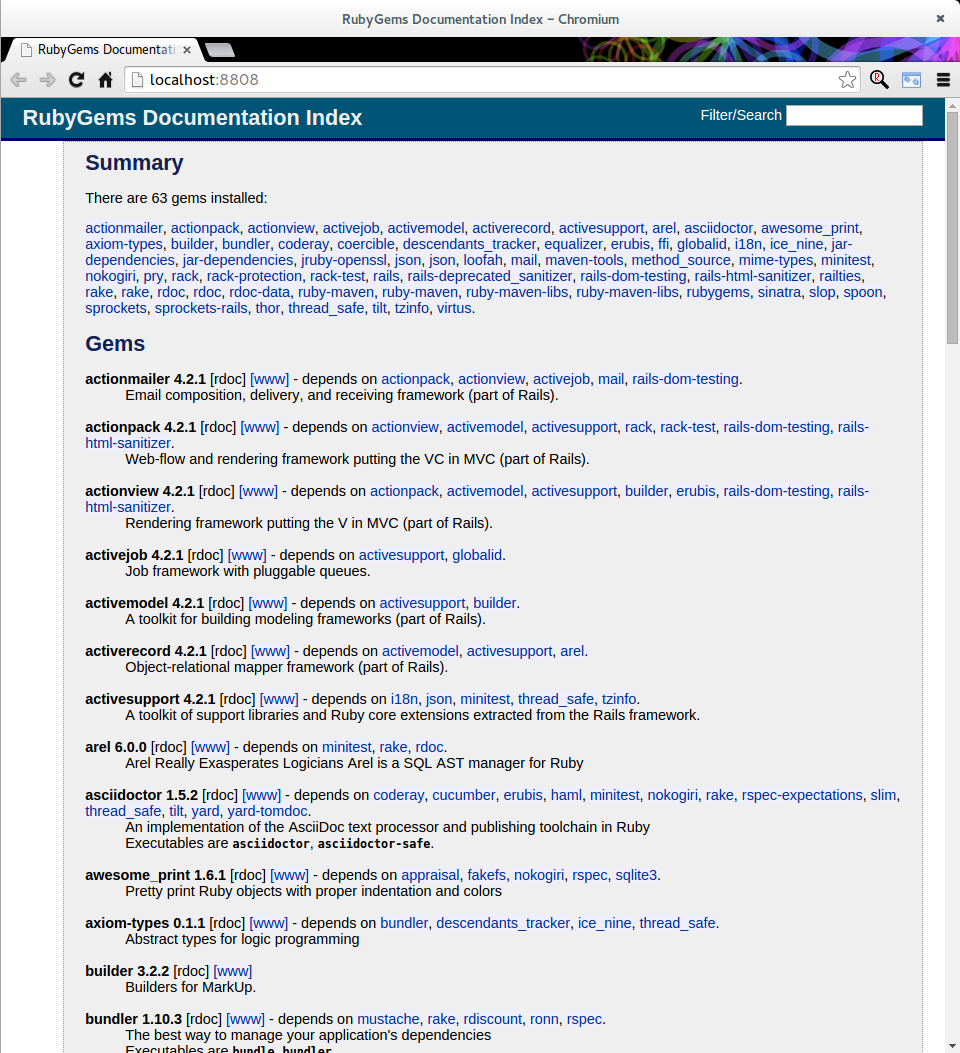 RubyGems Documentation Index - Chromium
RubyGems Documentati
localhost:8808
RubyGems Documentation Index
Filter/Search
Summary
There are 63 gems installed:
actionmailer, actionpack, actionview, activejob, activemodel, activerecord, activesupport, arel, asciidoctor, awesome_print,
axiom-types, builder, bundler, coderay, coercible, descendants_tracker, equalizer, erubis, ffi, globalid, i18n, ice_nine, jar-
dependencies, jar-dependencies, jruby-openssl, json, json, loofah, mail, maven-tools, method_source, mime-types, minitest,
nokogiri, pry, rack, rack-protection, rack-test, rails, rails-deprecated_sanitizer, rails-dom-testing, rails-html-sanitizer, railties,
rake, rake, rdoc, rdoc, rdoc-data, ruby-maven, ruby-maven, ruby-maven-libs, ruby-maven-libs, rubygems, sinatra, slop, spoon,
sprockets, sprockets-rails, thor, thread_safe, tilt, tzinfo, virtus.
Gems
actionmailer 4.2.1 [rdoc] [www] - depends on actionpack, actionview, activejob, mail, rails-dom-testing.
Email composition, delivery, and receiving framework (part of Rails).
actionpack 4.2.1 [rdoc] [www] - depends on actionview, activemodel, activesupport, rack, rack-test, rails-dom-testing, rails-
html-sanitizer.
Web-flow and rendering framework putting the VC in MVC (part of Rails).
actionview 4.2.1 [rdoc] [www] - depends on actionpack, activemodel, activesupport, builder, erubis, rails-dom-testing, rails-
html-sanitizer.
Rendering framework putting the V in MVC (part of Rails).
activejob 4.2.1 [rdoc] [www] - depends on activesupport, globalid.
Job framework with pluggable queues.
activemodel 4.2.1 [rdoc] [www] - depends on activesupport, builder.
A toolkit for building modeling frameworks (part of Rails).
activerecord 4.2.1 [rdoc] [www] - depends on activemodel, activesupport, arel.
Object-relational mapper framework (part of Rails).
activesupport 4.2.1 [rdoc] [www] - depends on i18n, json, minitest, thread_safe, tzinfo.
A toolkit of support libraries and Ruby core extensions extracted from the Rails framework.
arel 6.0.0 [rdoc] [www] - depends on minitest, rake, rdoc.
Arel Really Exasperates Logicians Arel is a SQL AST manager for Ruby
asciidoctor 1.5.2 [rdoc] [www] - depends on coderay, cucumber, erubis, haml, minitest, nokogiri, rake, rspec-expectations, slim,
thread_safe, tilt, yard, yard-tomdoc.
An implementation of the AsciiDoc text processor and publishing toolchain in Ruby
Executables are asciidoctor, asciidoctor-safe.
awesome_print 1.6.1 [rdoc] [www] - depends on appraisal, fakefs, nokogiri, rspec, sqlite3.
Pretty print Ruby objects with proper indentation and colors
axiom-types 0.1.1 [rdoc] [www] - depends on bundler, descendants_tracker, ice_nine, thread_safe.
Abstract types for logic programming
builder 3.2.2 [rdoc] [www]
Builders for MarkUp.
bundler 1.10.3 [rdoc] [www] - depends on mustache, rake, rdiscount, ronn, rspec.
The best way to manage your application's dependencies
Executables are bundle, bundler.